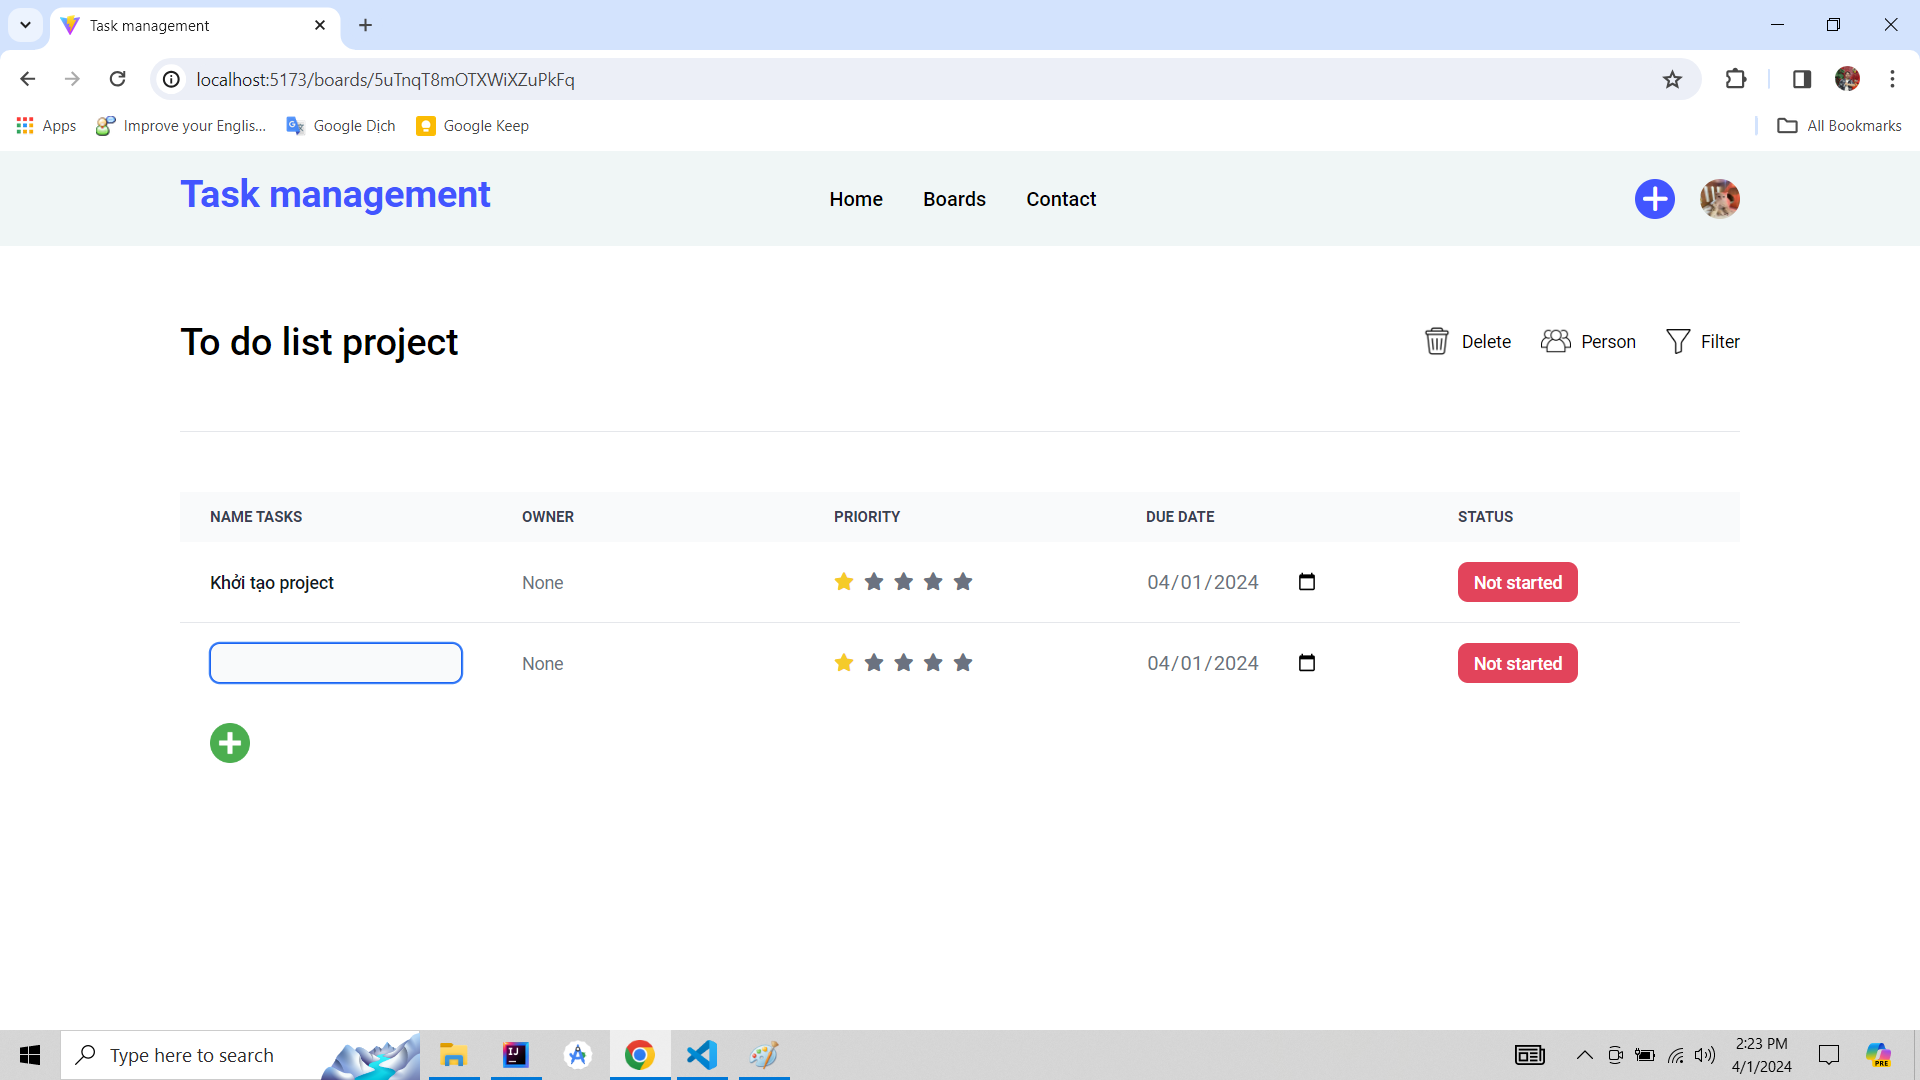 Task management
localhost:5173/boards/5uTnqT8mOTXWiXZuPkFq
Apps
Improve your Englis...
Google Dịch
Google Keep
All Bookmarks
Task management
Home
Boards
Contact
To do list project
Delete
Person
Filter
NAME TASKS
OWNER
PRIORITY
DUE DATE
STATUS
Khởi tạo project
None
04/01/2024
Not started
None
04/01/2024
Not started
Type here to search
IJ
2:23 PM
4/1/2024
PRE